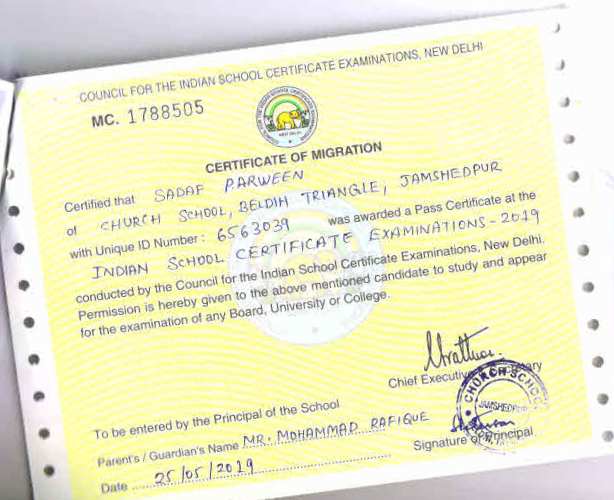 COUNCIL FOR THE INDIAN SCHOOL CERTIFICATE EXAMINATIONS, NEW DELHI
MC. 1788505
NEW DELHI
CERTIFICATE OF MIGRATION
Certified that SADAF PARWEEN
of CHURCH SCHOOL, BELDIH TRIANGLE, JAMSHEDPUR
with Unique ID Number : 6563039 was awarded a Pass Certificate at the
INDIAN SCHOOL CERTIFICATE EXAMINATIONS - 2019
conducted by the Council for the Indian School Certificate Examinations, New Delhi.
Permission is hereby given to the above mentioned candidate to study and appear
for the examination of any Board, University or College.
Chief Executive
CHURCH SCHOOL
JAMSHEDPUR
To be entered by the Principal of the School
Parent's / Guardian's Name MR. MOHAMMAD RAFIQUE
Signature of Principal
Date 25/05/2019